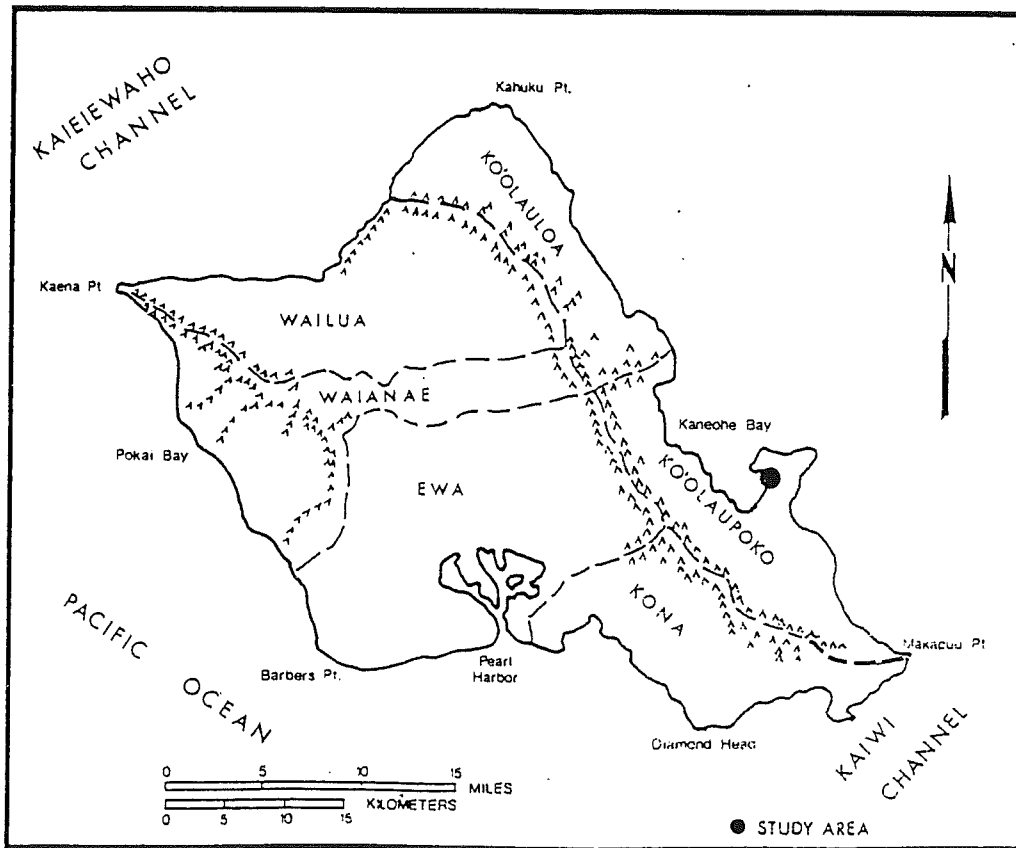 Kahuku Pt.
KAIEIEWAHO
CHANNEL
KO'OLAULOA
N
Kaena Pt
WAILUA
WAIANAE
Kaneohe Bay
Pokai Bay
KO'OLAUPOKO
EWA
KONA
PACIFIC
OCEAN
Makapuu Pt
Barbers Pt.
Pearl
Harbor
Diamond Head
KAIWI
CHANNEL
0 5 10 15
MILES
KILOMETERS
0 5 10 15
STUDY AREA